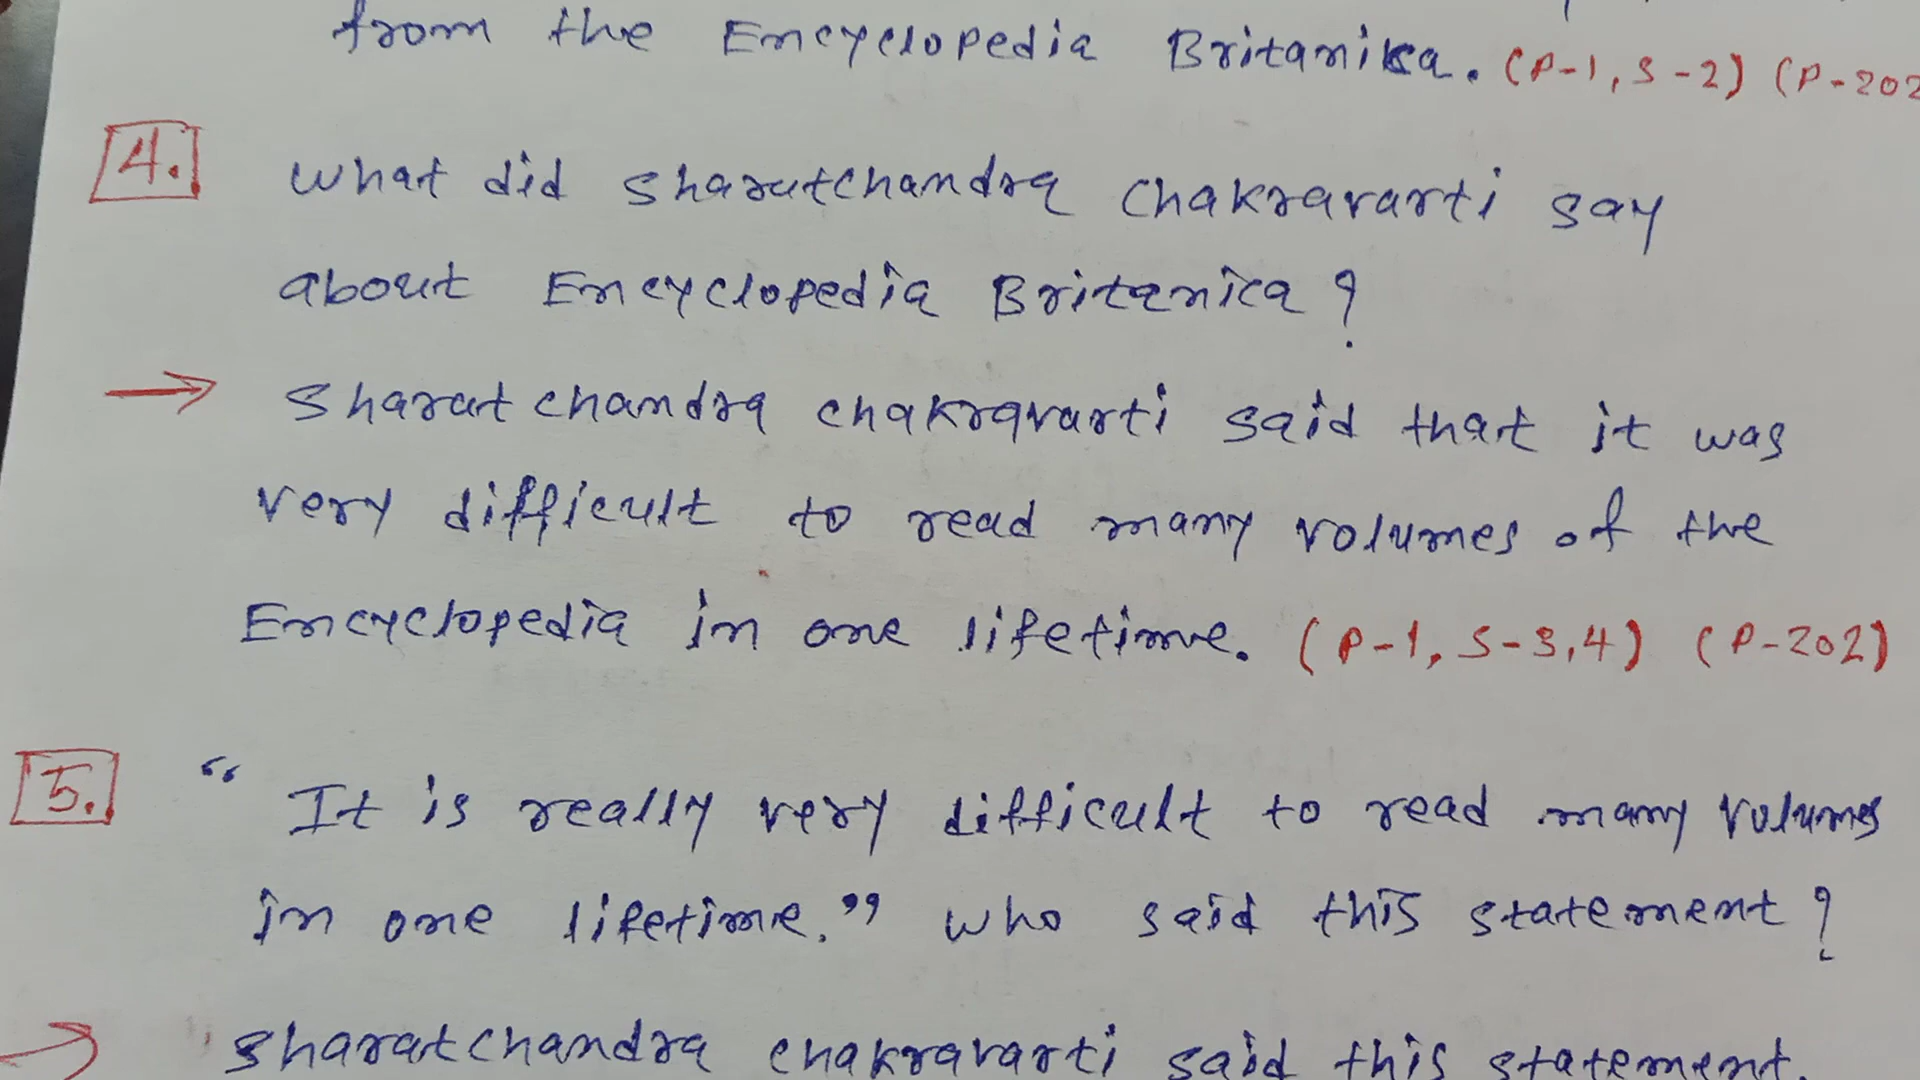 from the Encyclopedia Britanika. (P-1, S-2) (P-202
4. What did Sharatchandra Chakravarti say
about Encyclopedia Britanica?
→ Sharatchandra Chakravarti said that it was
very difficult to read many volumes of the
Encyclopedia in one lifetime. (P-1, S-3,4) (P-202)
5. “It is really very difficult to read many volumes
in one lifetime.” Who said this statement?
→ Sharatchandra Chakravarti said this statement.